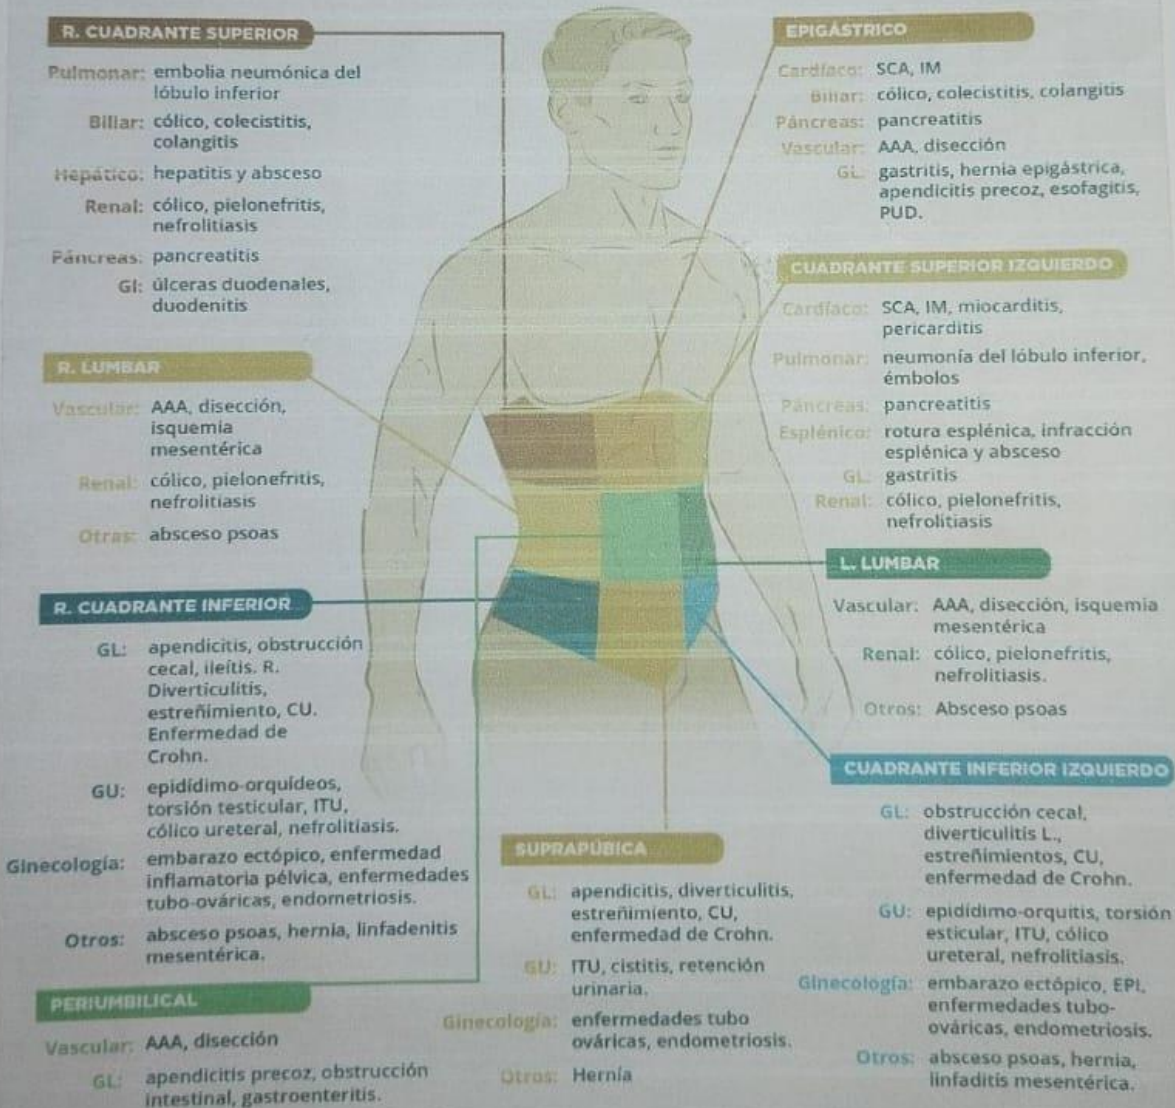 R. CUADRANTE SUPERIOR
Pulmonar: embolia neumónica del
lóbulo inferior
Biliar: cólico, colecistitis,
colangitis
Hepático: hepatitis y absceso
Renal: cólico, pielonefritis,
nefrolitiasis
Páncreas: pancreatitis
GI: úlceras duodenales,
duodenitis
R. LUMBAR
Vascular: AAA, disección,
isquemia
mesentérica
Renal: cólico, pielonefritis,
nefrolitiasis
Otras: absceso psoas
R. CUADRANTE INFERIOR
GL: apendicitis, obstrucción
cecal, ileítis. R.
Diverticulitis,
estreñimiento, CU.
Enfermedad de
Crohn.
GU: epidídimo-orquídeos,
torsión testicular, ITU,
cólico ureteral, nefrolitiasis.
Ginecología: embarazo ectópico, enfermedad
inflamatoria pélvica, enfermedades
tubo-ováricas, endometriosis.
Otros: absceso psoas, hernia, linfadenitis
mesentérica.
PERIUMBILICAL
Vascular: AAA, disección
GL: apendicitis precoz, obstrucción
intestinal, gastroenteritis.
EPIGÁSTRICO
Cardíaco: SCA, IM
Biliar: cólico, colecistitis, colangitis
Páncreas: pancreatitis
Vascular: AAA, disección
GL: gastritis, hernia epigástrica,
apendicitis precoz, esofagitis,
PUD.
CUADRANTE SUPERIOR IZQUIERDO
Cardíaco: SCA, IM, miocarditis,
pericarditis
Pulmonar: neumonía del lóbulo inferior,
émbolos
Páncreas: pancreatitis
Esplénico: rotura esplénica, infracción
esplénica y absceso
GL: gastritis
Renal: cólico, pielonefritis,
nefrolitiasis
L. LUMBAR
Vascular: AAA, disección, isquemia
mesentérica
Renal: cólico, pielonefritis,
nefrolitiasis.
Otros: Absceso psoas
CUADRANTE INFERIOR IZQUIERDO
GL: obstrucción cecal,
diverticulitis L.,
estreñimientos, CU,
enfermedad de Crohn.
GU: epidídimo-orquitis, torsión
esticular, ITU, cólico
ureteral, nefrolitiasis.
Ginecología: embarazo ectópico, EPI,
enfermedades tubo-
ováricas, endometriosis.
Otros: absceso psoas, hernia,
linfaditis mesentérica.
SUPRAPÚBICA
GL: apendicitis, diverticulitis,
estreñimiento, CU,
enfermedad de Crohn.
GU: ITU, cistitis, retención
urinaria.
Ginecología: enfermedades tubo
ováricas, endometriosis.
Otros: Hernía